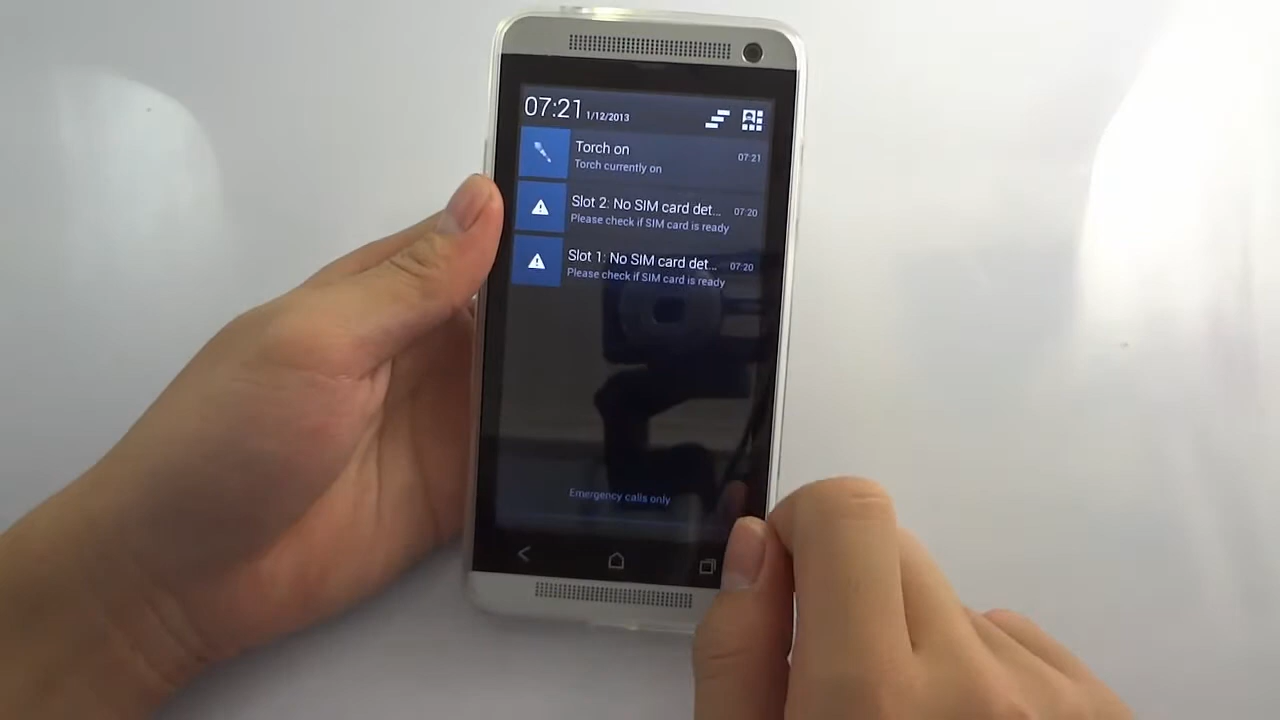 07:21 1/12/2013
Torch on 07:21
Torch currently on
Slot 2: No SIM card det... 07:20
Please check if SIM card is ready
Slot 1: No SIM card det... 07:20
Please check if SIM card is ready
Emergency calls only